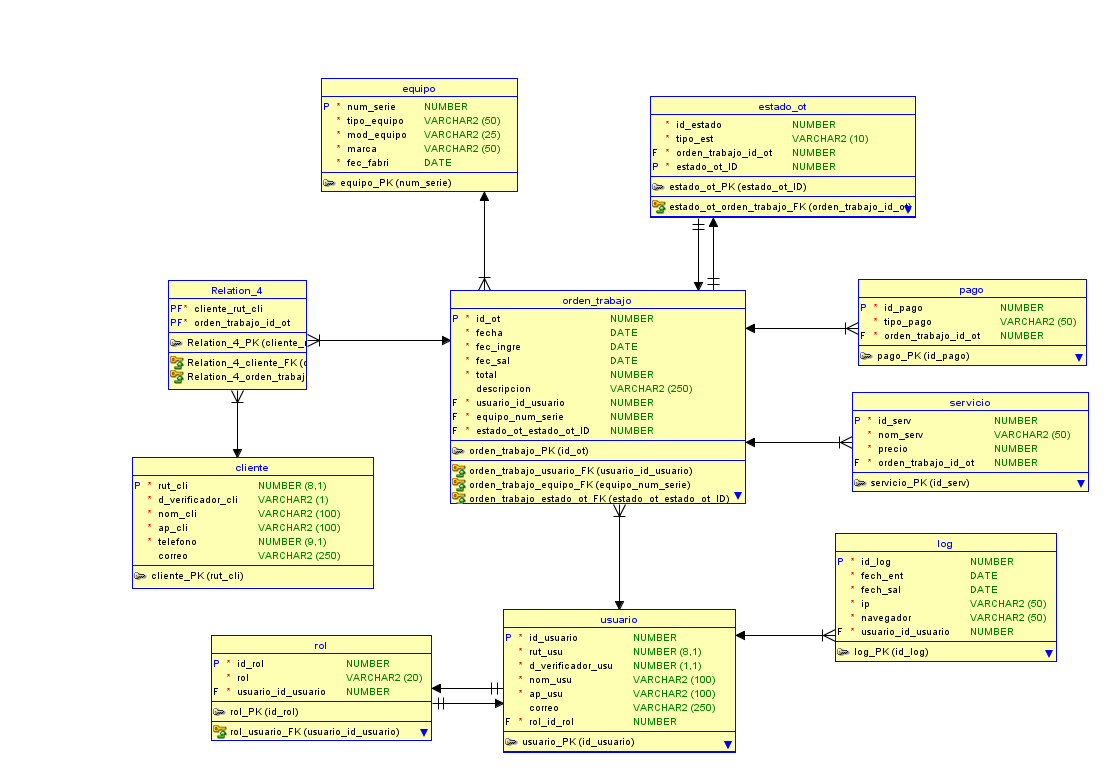 equipo
P * num_serie NUMBER
* tipo_equipo VARCHAR2 (50)
* mod_equipo VARCHAR2 (25)
* marca VARCHAR2 (50)
* fec_fabri DATE
equipo_PK (num_serie)
estado_ot
* id_estado NUMBER
* tipo_est VARCHAR2 (10)
F * orden_trabajo_id_ot NUMBER
P * estado_ot_ID NUMBER
estado_ot_PK (estado_ot_ID)
estado_ot_orden_trabajo_FK (orden_trabajo_id_ot)
Relation_4
PF * cliente_rut_cli
PF * orden_trabajo_id_ot
Relation_4_PK (cliente_
Relation_4_cliente_FK (
Relation_4_orden_trabaj
orden_trabajo
P * id_ot NUMBER
* fecha DATE
* fec_ingre DATE
* fec_sal DATE
* total NUMBER
descripcion VARCHAR2 (250)
F * usuario_id_usuario NUMBER
F * equipo_num_serie NUMBER
F * estado_ot_estado_ot_ID NUMBER
orden_trabajo_PK (id_ot)
orden_trabajo_usuario_FK (usuario_id_usuario)
orden_trabajo_equipo_FK (equipo_num_serie)
orden_trabajo_estado_ot_FK (estado_ot_estado_ot_ID)
pago
P * id_pago NUMBER
* tipo_pago VARCHAR2 (50)
F * orden_trabajo_id_ot NUMBER
pago_PK (id_pago)
servicio
P * id_serv NUMBER
* nom_serv VARCHAR2 (50)
* precio NUMBER
F * orden_trabajo_id_ot NUMBER
servicio_PK (id_serv)
cliente
P * rut_cli NUMBER (8,1)
* d_verificador_cli VARCHAR2 (1)
* nom_cli VARCHAR2 (100)
* ap_cli VARCHAR2 (100)
* telefono NUMBER (9,1)
correo VARCHAR2 (250)
cliente_PK (rut_cli)
log
P * id_log NUMBER
* fech_ent DATE
* fech_sal DATE
* ip VARCHAR2 (50)
* navegador VARCHAR2 (50)
F * usuario_id_usuario NUMBER
log_PK (id_log)
usuario
P * id_usuario NUMBER
* rut_usu NUMBER (8,1)
* d_verificador_usu NUMBER (1,1)
* nom_usu VARCHAR2 (100)
* ap_usu VARCHAR2 (100)
correo VARCHAR2 (250)
F * rol_id_rol NUMBER
usuario_PK (id_usuario)
rol
P * id_rol NUMBER
* rol VARCHAR2 (20)
F * usuario_id_usuario NUMBER
rol_PK (id_rol)
rol_usuario_FK (usuario_id_usuario)